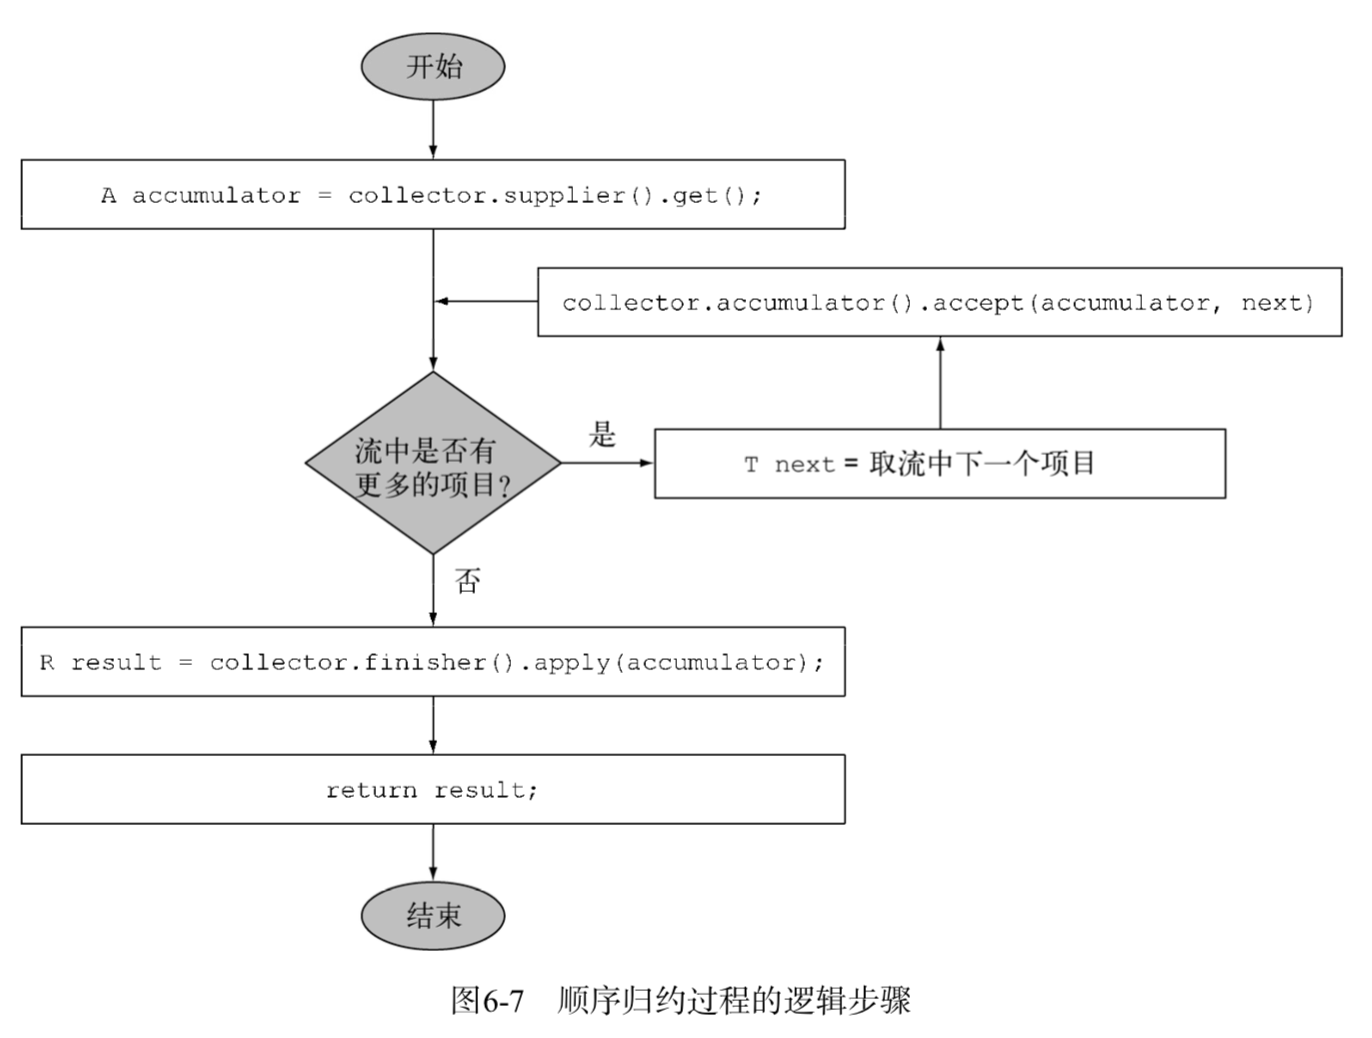 开始
A accumulator = collector.supplier().get();
collector.accumulator().accept(accumulator, next)
流中是否有
更多的项目?
是
T next = 取流中下一个项目
否
R result = collector.finisher().apply(accumulator);
return result;
结束
图6-7 顺序归约过程的逻辑步骤